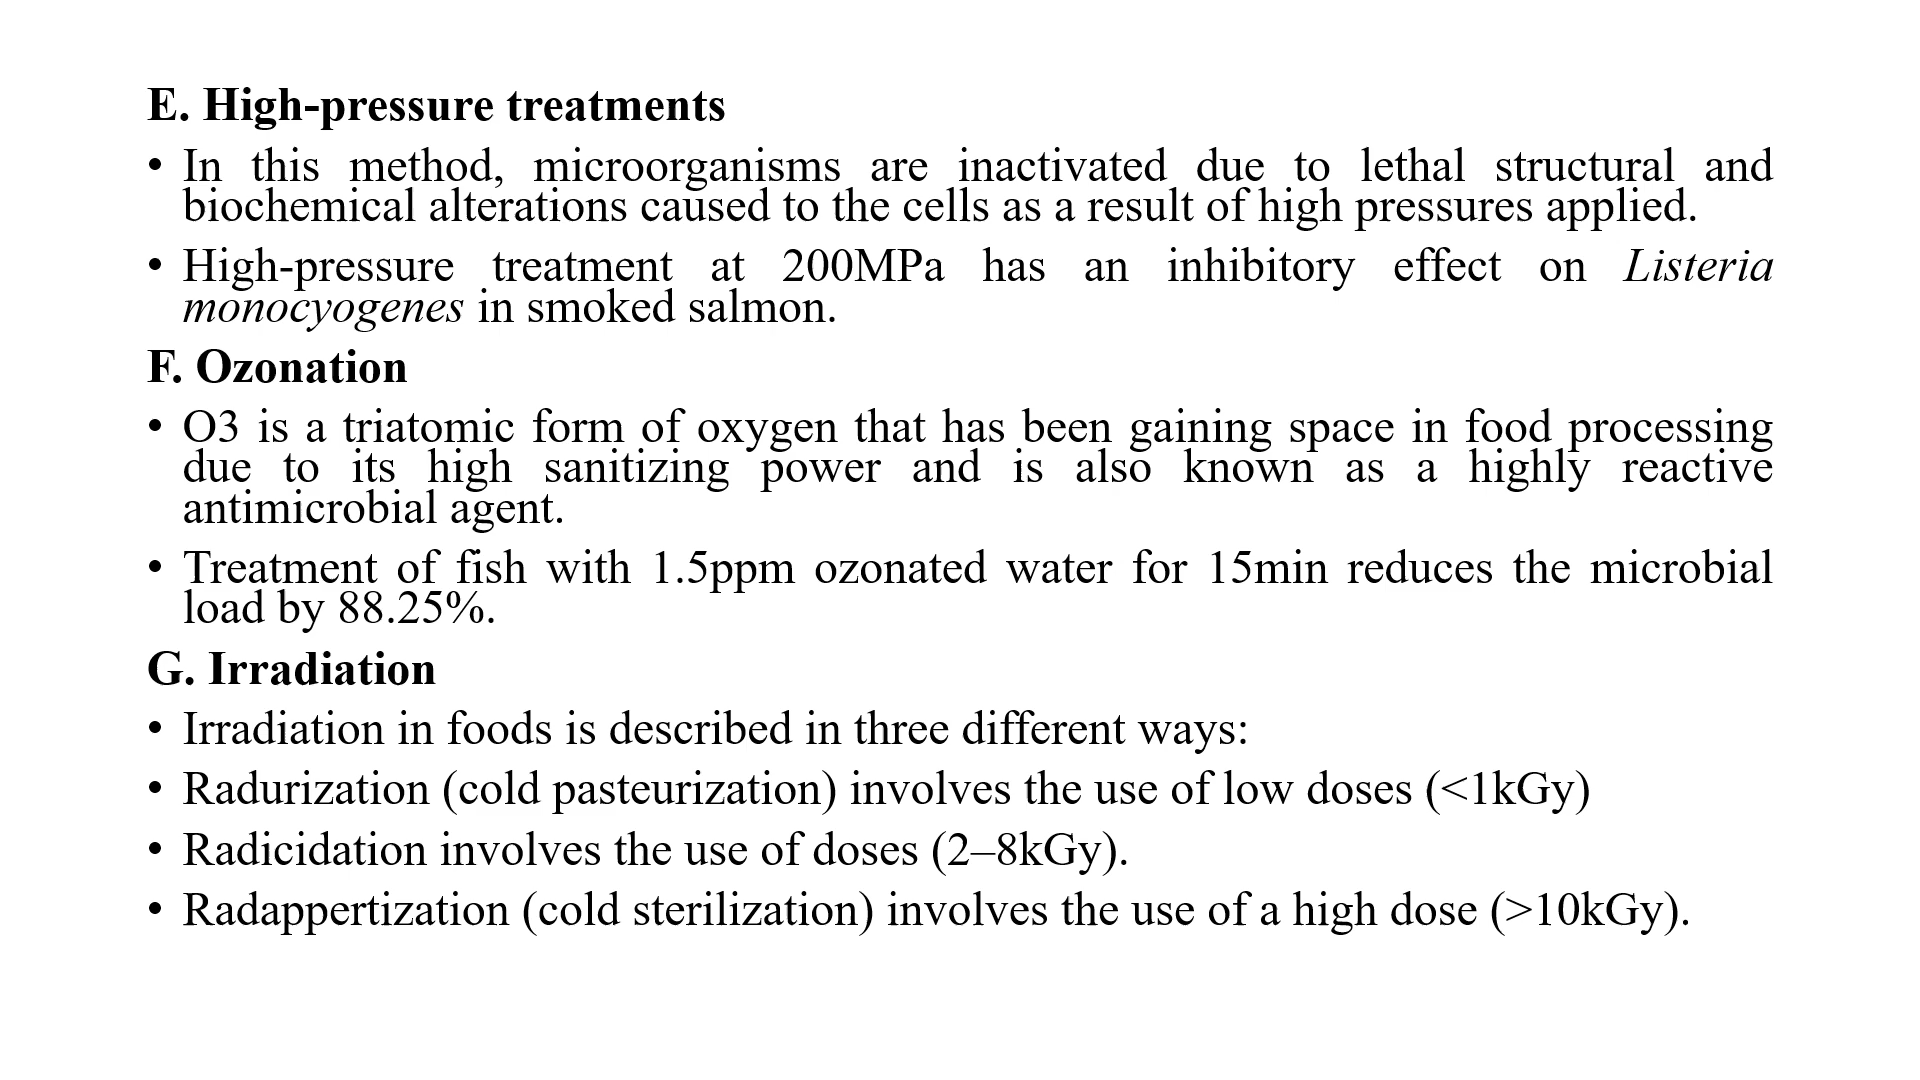 E. High-pressure treatments
• In this method, microorganisms are inactivated due to lethal structural and
biochemical alterations caused to the cells as a result of high pressures applied.
• High-pressure treatment at 200MPa has an inhibitory effect on Listeria
monocyogenes in smoked salmon.
F. Ozonation
• O3 is a triatomic form of oxygen that has been gaining space in food processing
due to its high sanitizing power and is also known as a highly reactive
antimicrobial agent.
• Treatment of fish with 1.5ppm ozonated water for 15min reduces the microbial
load by 88.25%.
G. Irradiation
• Irradiation in foods is described in three different ways:
• Radurization (cold pasteurization) involves the use of low doses (<1kGy)
• Radicidation involves the use of doses (2–8kGy).
• Radappertization (cold sterilization) involves the use of a high dose (>10kGy).